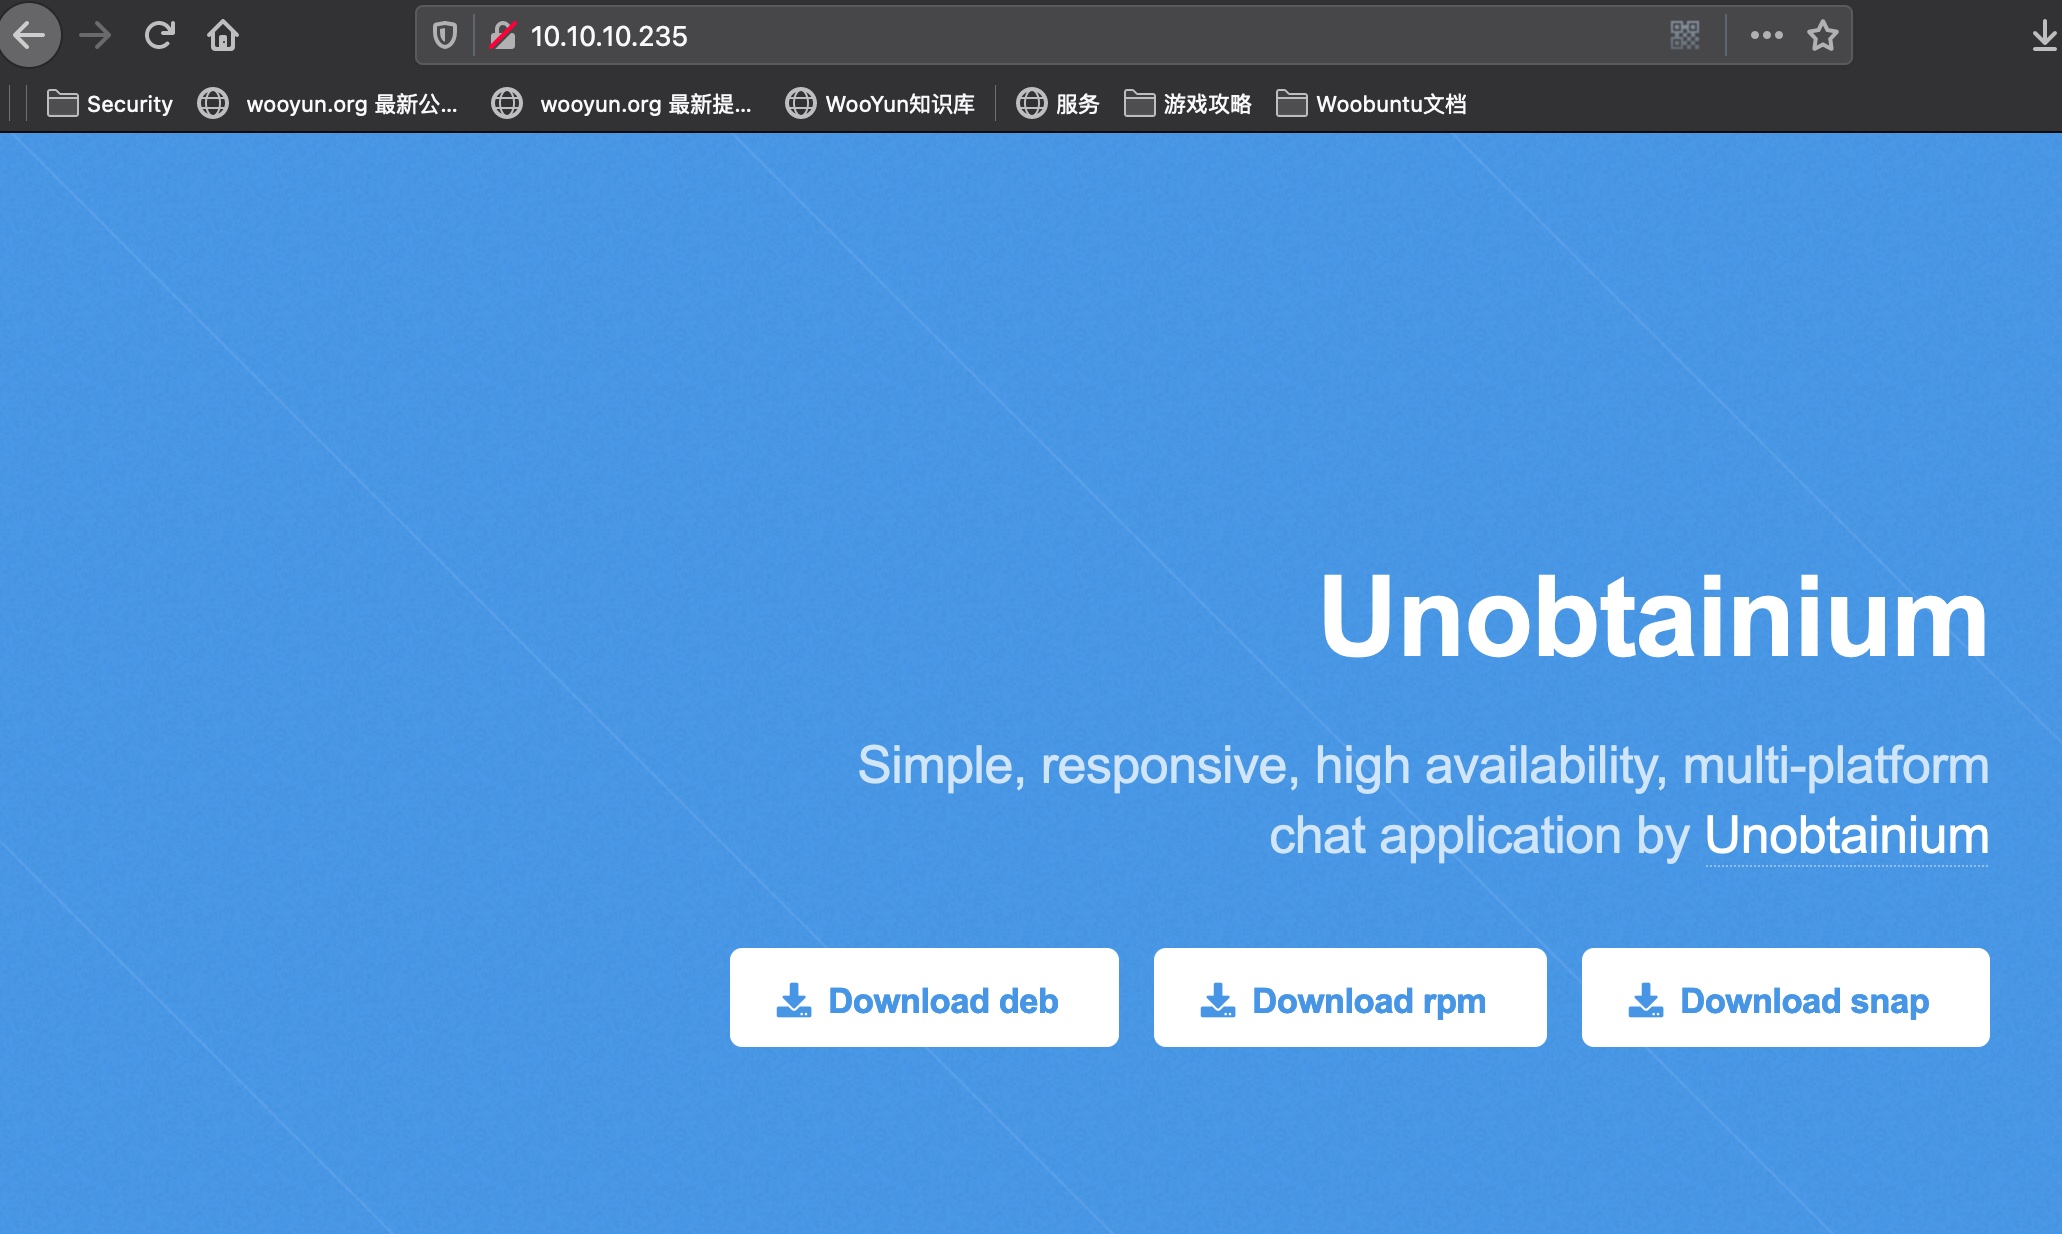 10.10.10.235
Security wooyun.org 最新公... wooyun.org 最新提... WooYun知识库 服务 游戏攻略 Woobuntu文档
Unobtainium
Simple, responsive, high availability, multi-platform
chat application by Unobtainium
Download deb Download rpm Download snap